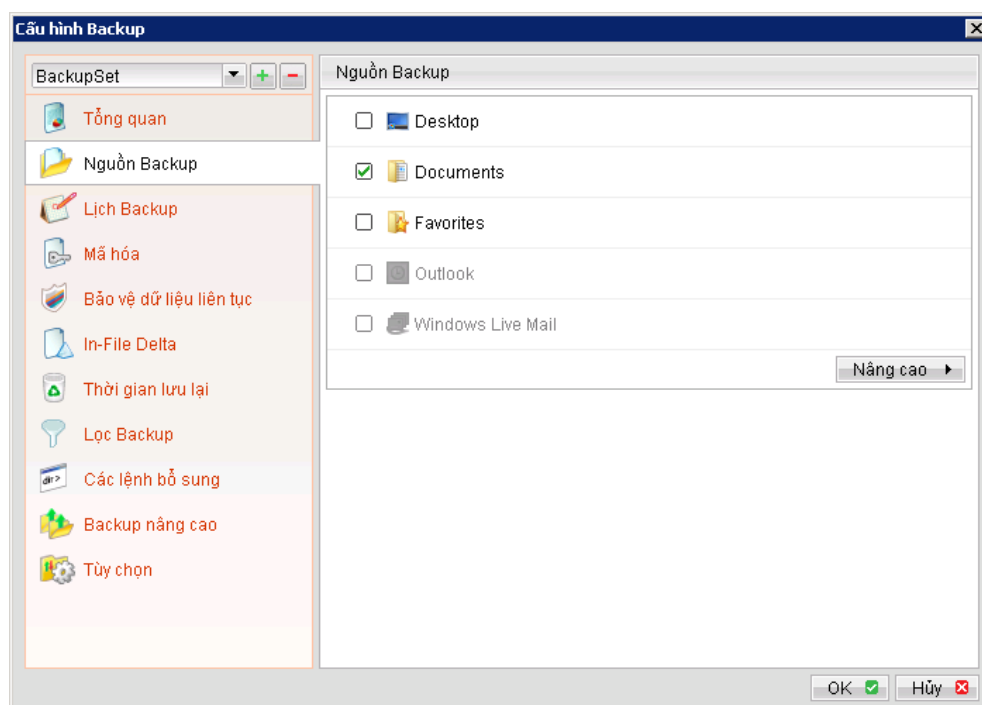 Cấu hình Backup
BackupSet
Tổng quan
Nguồn Backup
Lịch Backup
Mã hóa
Bảo vệ dữ liệu liên tục
In-File Delta
Thời gian lưu lại
Lọc Backup
dir>
Các lệnh bổ sung
Backup nâng cao
Tùy chọn
Nguồn Backup
Desktop
Documents
Favorites
Outlook
Windows Live Mail
Nâng cao
OK
Hủy